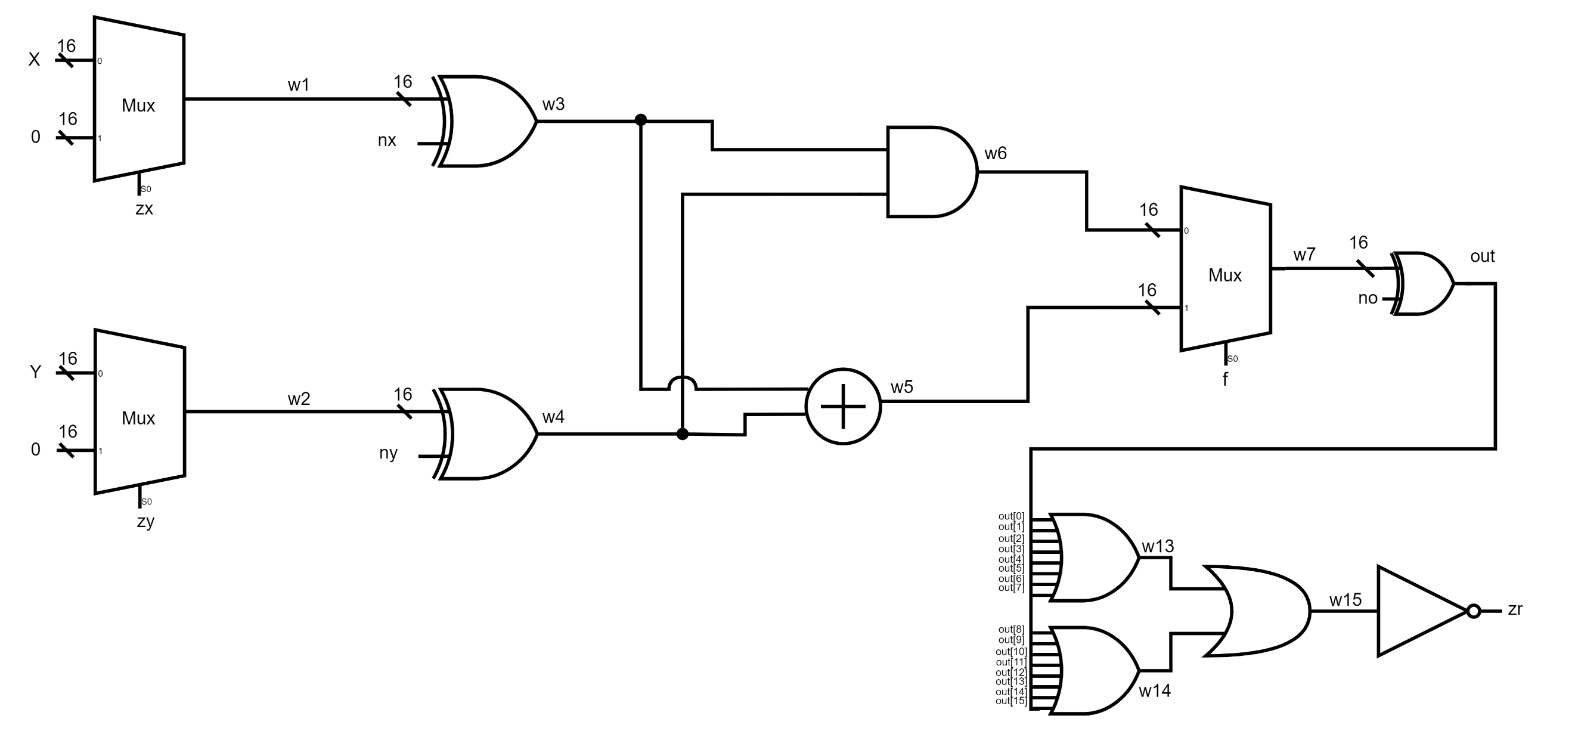 X
16
0
0
16
1
Mux
S0
zx
w1
16
nx
w3
Y
16
0
0
16
1
Mux
S0
zy
w2
16
ny
w4
w6
w5
16
0
16
1
Mux
S0
f
w7
16
no
out
out[0]
out[1]
out[2]
out[3]
out[4]
out[5]
out[6]
out[7]
w13
out[8]
out[9]
out[10]
out[11]
out[12]
out[13]
out[14]
out[15]
w14
w15
zr